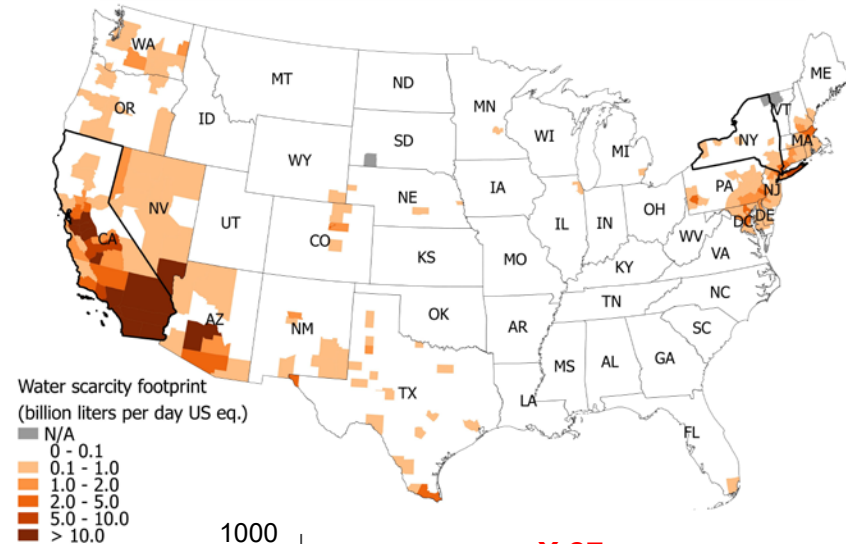 WA
MT
ND
MN
ME
VT
OR
ID
SD
WI
MI
NY
MA
WY
IA
PA
NJ
NV
UT
NE
IL
IN
OH
DC
DE
CA
CO
KS
MO
WV
VA
KY
AZ
NM
OK
TN
NC
AR
SC
MS
AL
GA
TX
LA
FL
Water scarcity footprint
(billion liters per day US eq.)
N/A
0 - 0.1
0.1 - 1.0
1.0 - 2.0
2.0 - 5.0
5.0 - 10.0
> 10.0
1000